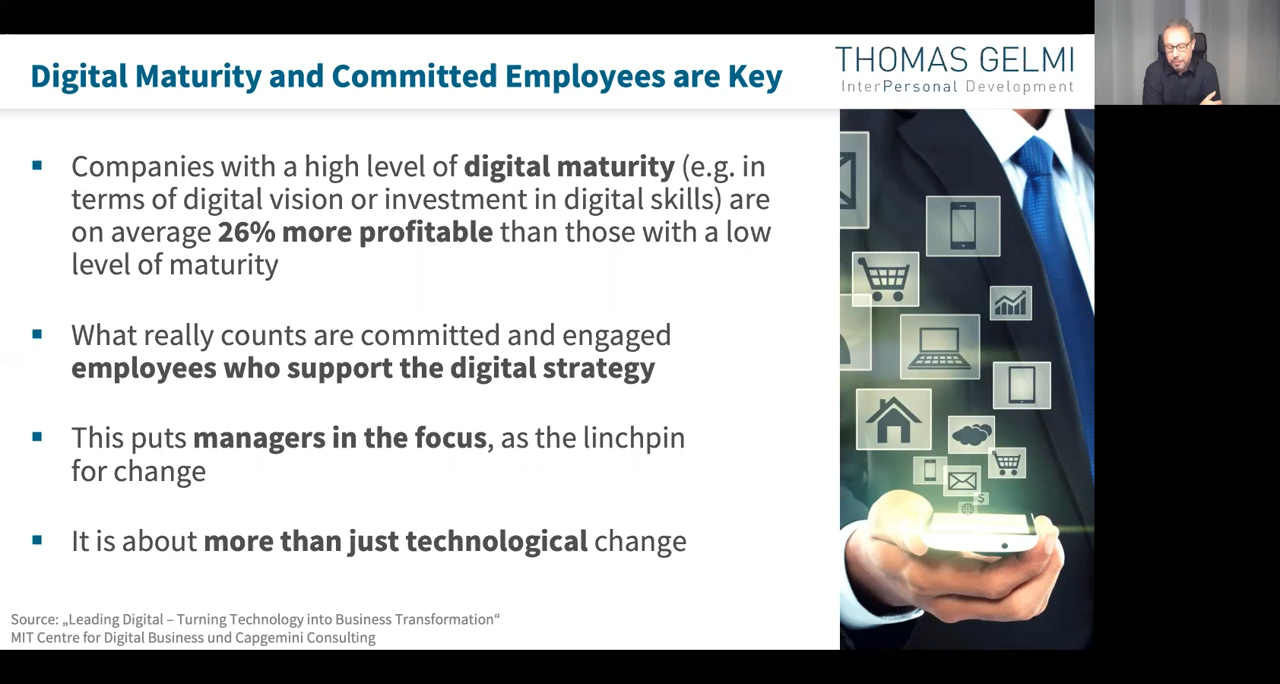 Digital Maturity and Committed Employees are Key
THOMAS GELMI
InterPersonal Development
▪ Companies with a high level of digital maturity (e.g. in
terms of digital vision or investment in digital skills) are
on average 26% more profitable than those with a low
level of maturity
▪ What really counts are committed and engaged
employees who support the digital strategy
▪ This puts managers in the focus, as the linchpin
for change
▪ It is about more than just technological change
$
Source: „Leading Digital – Turning Technology into Business Transformation“
MIT Centre for Digital Business und Capgemini Consulting